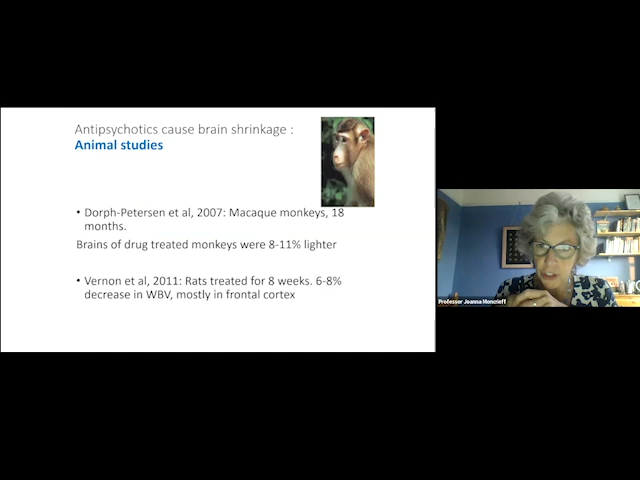 Antipsychotics cause brain shrinkage :
Animal studies
• Dorph-Petersen et al, 2007: Macaque monkeys, 18
months.
Brains of drug treated monkeys were 8-11% lighter
• Vernon et al, 2011: Rats treated for 8 weeks. 6-8%
decrease in WBV, mostly in frontal cortex
Professor Joanna Moncrieff